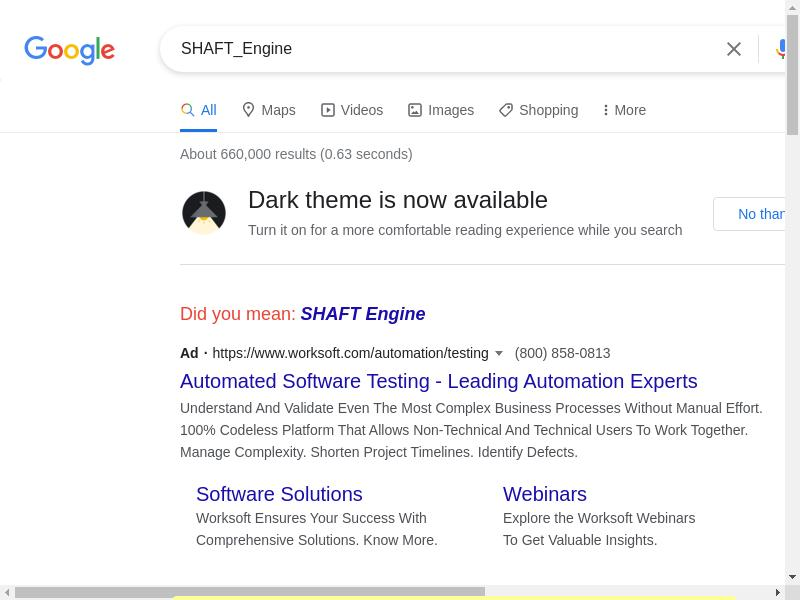 Google
SHAFT_Engine
All Maps Videos Images Shopping More
About 660,000 results (0.63 seconds)
Dark theme is now available
Turn it on for a more comfortable reading experience while you search
No than
Did you mean: SHAFT Engine
Ad · https://www.worksoft.com/automation/testing (800) 858-0813
Automated Software Testing - Leading Automation Experts
Understand And Validate Even The Most Complex Business Processes Without Manual Effort.
100% Codeless Platform That Allows Non-Technical And Technical Users To Work Together.
Manage Complexity. Shorten Project Timelines. Identify Defects.
Software Solutions
Worksoft Ensures Your Success With
Comprehensive Solutions. Know More.
Webinars
Explore the Worksoft Webinars
To Get Valuable Insights.